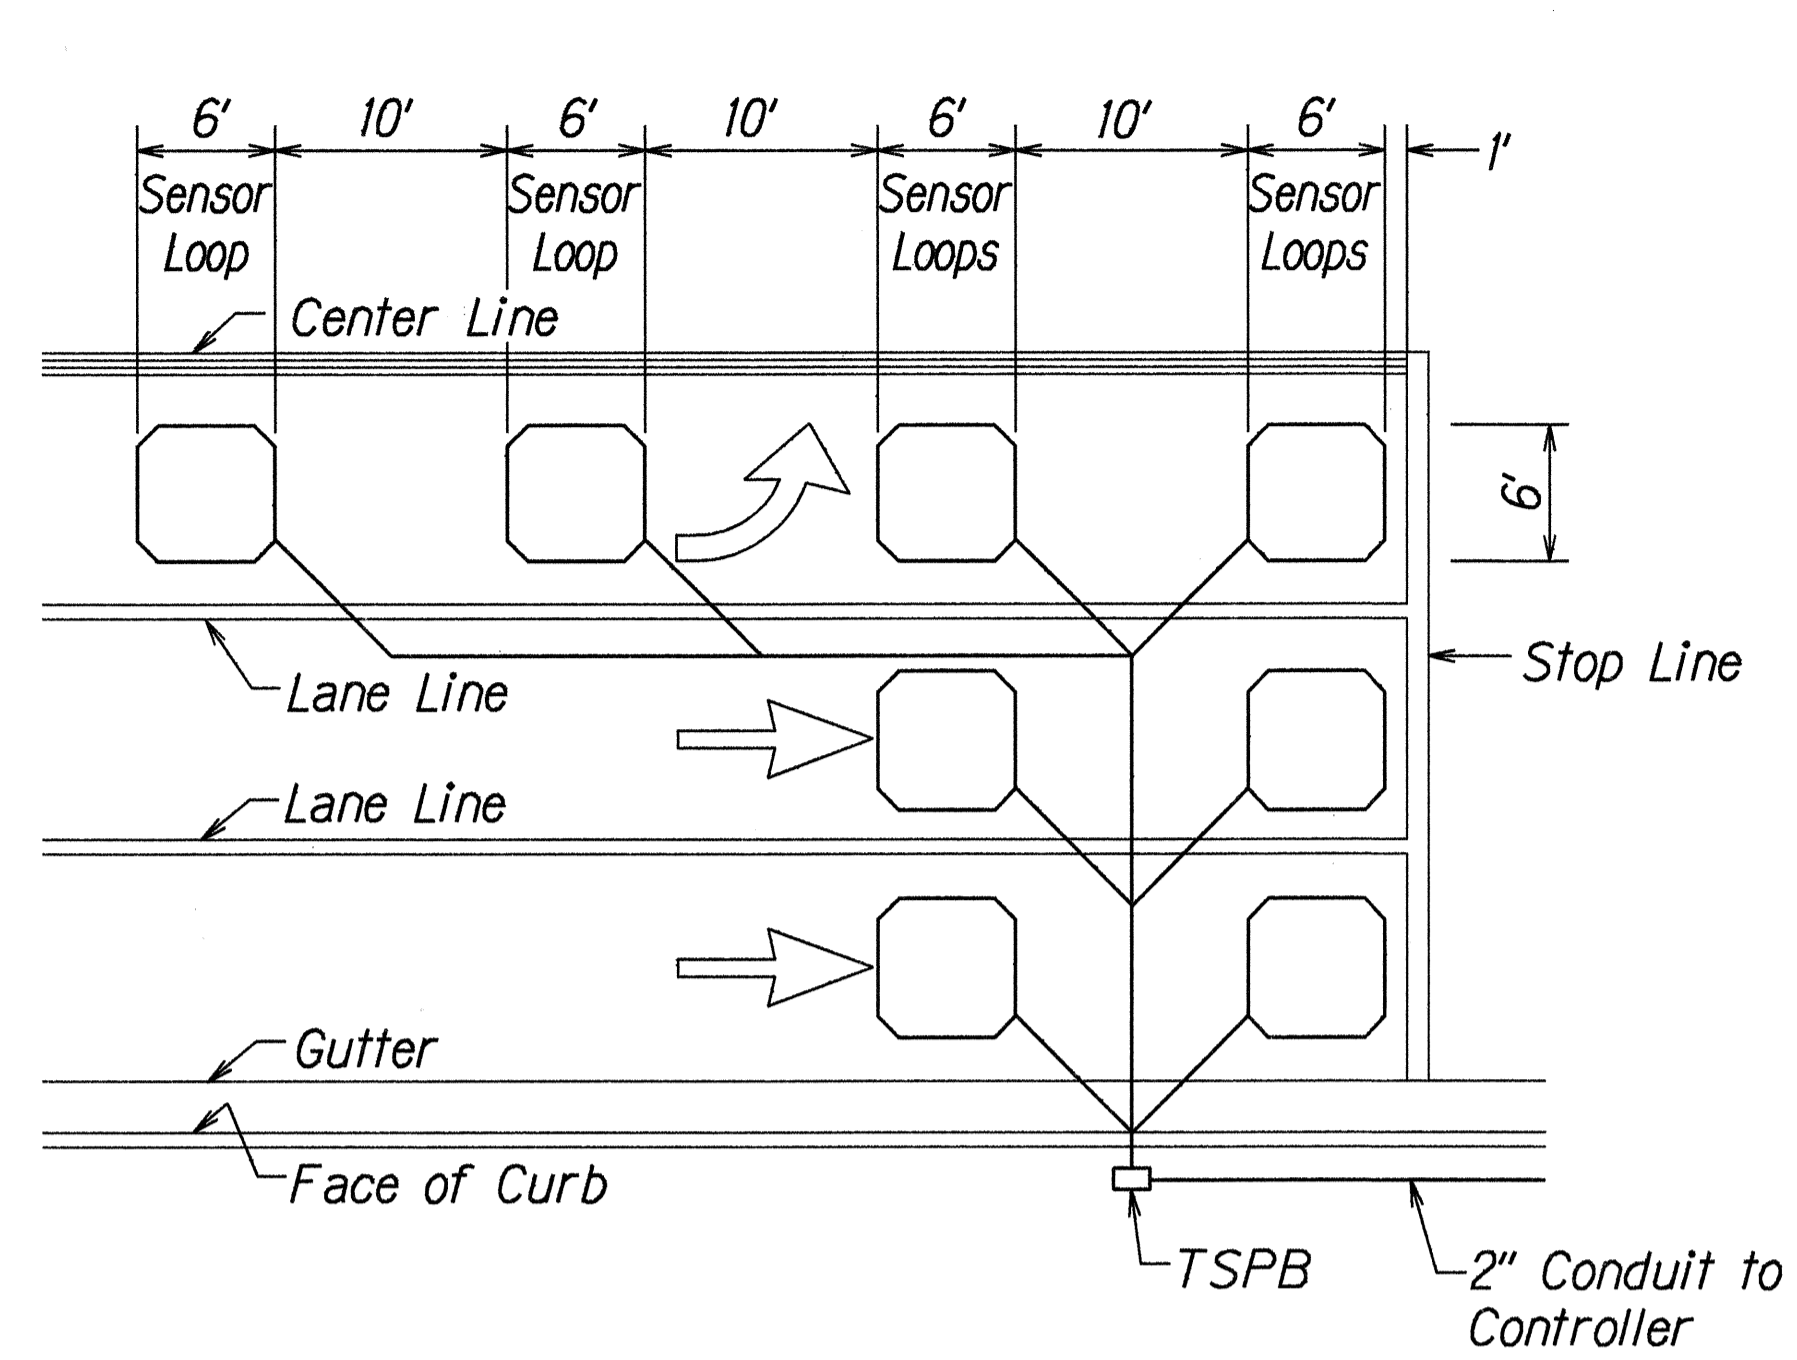 6' 10' 6' 10' 6' 10' 6' 1'
Sensor Sensor Sensor Sensor
Loop Loop Loops Loops
Center Line
6'
Stop Line
Lane Line
Lane Line
Gutter
Face of Curb
TSPB
2" Conduit to
Controller